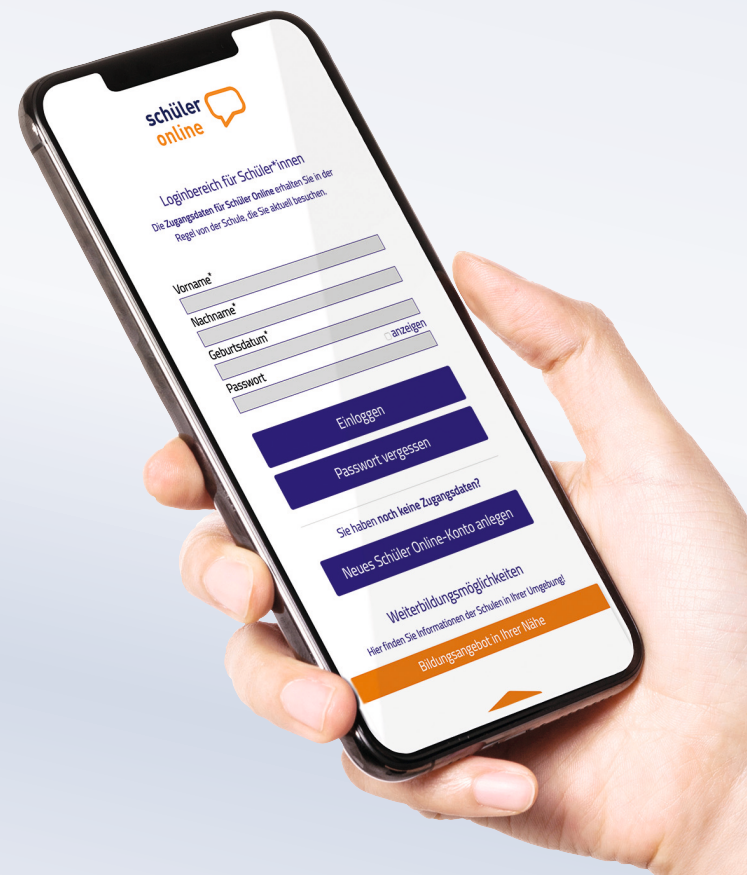 schüler
online
Loginbereich für Schüler*innen
Die Zugangsdaten für Schüler Online erhalten Sie in der
Regel von der Schule, die Sie aktuell besuchen.
Vorname*
Nachname*
Geburtsdatum*
Passwort
anzeigen
Einloggen
Passwort vergessen
Sie haben noch keine Zugangsdaten?
Neues Schüler Online-Konto anlegen
Weiterbildungsmöglichkeiten
Hier finden Sie Informationen der Schulen in Ihrer Umgebung!
Bildungsangebot in Ihrer Nähe